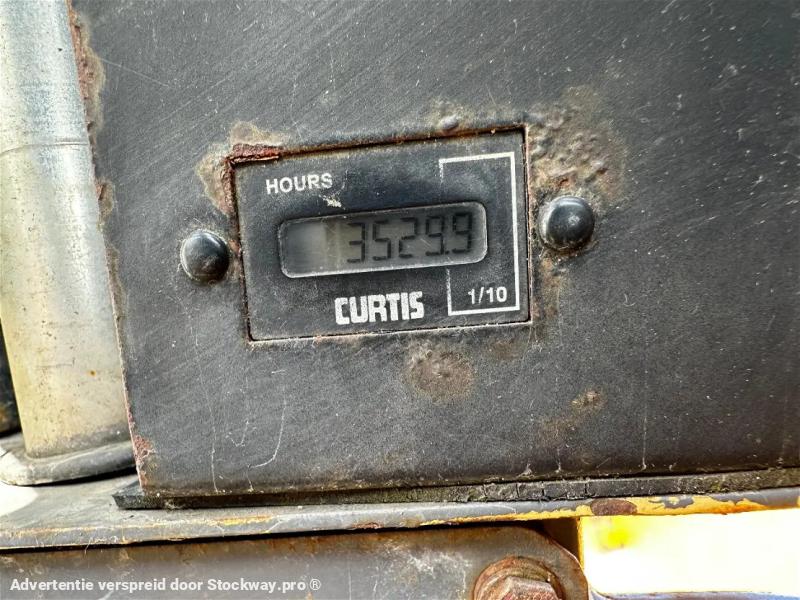 HOURS
3529.9
CURTIS
1/10
Advertentie verspreid door Stockway.pro ®